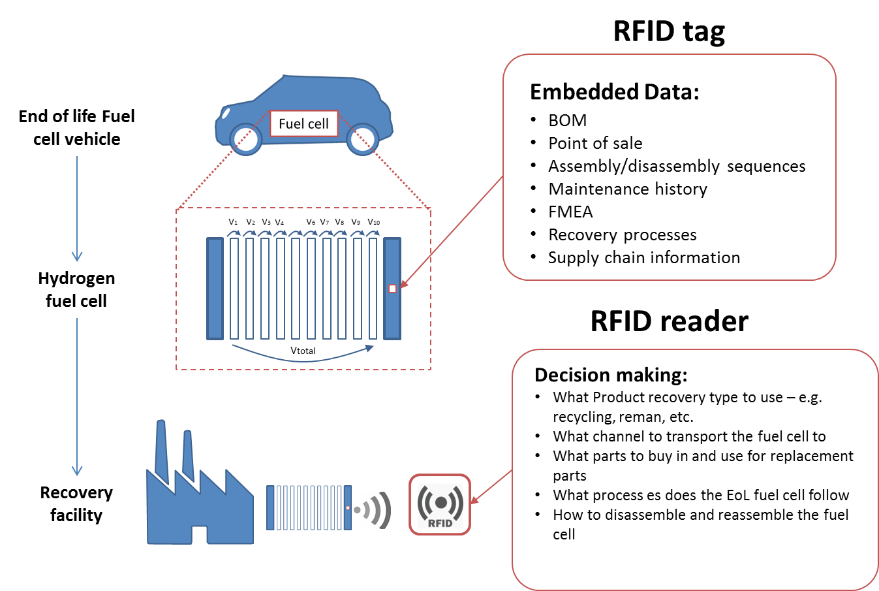 RFID tag
End of life Fuel
cell vehicle
Fuel cell
Embedded Data:
• BOM
• Point of sale
• Assembly/disassembly sequences
• Maintenance history
• FMEA
• Recovery processes
• Supply chain information
V1 V2 V3 V4 V6 V7 V8 V9 V10
Hydrogen
fuel cell
Vtotal
RFID reader
Decision making:
• What Product recovery type to use – e.g.
recycling, reman, etc.
• What channel to transport the fuel cell to
• What parts to buy in and use for replacement
parts
• What process es does the EoL fuel cell follow
• How to disassemble and reassemble the fuel
cell
Recovery
facility
RFID